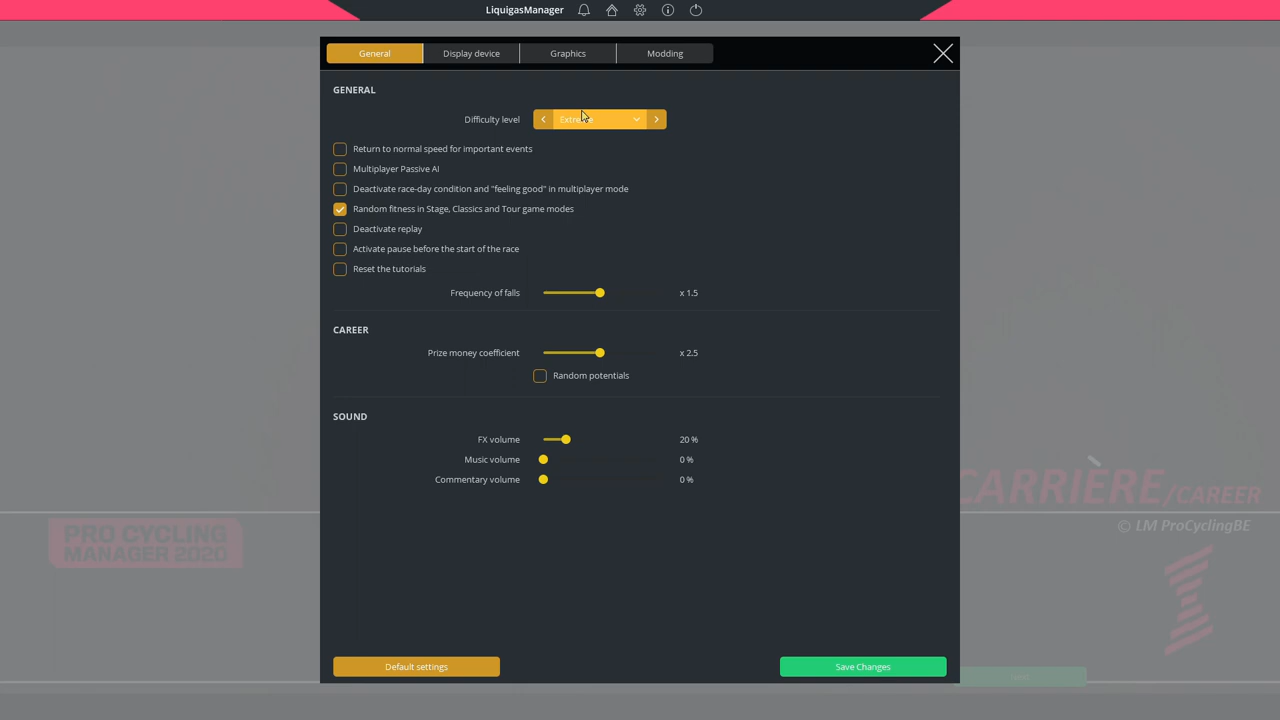 LiquigasManager
General
Display device
Graphics
Modding
GENERAL
Difficulty level
Return to normal speed for important events
Multiplayer Passive AI
Deactivate race-day condition and "feeling good" in multiplayer mode
Random fitness in Stage, Classics and Tour game modes
Deactivate replay
Activate pause before the start of the race
Reset the tutorials
Frequency of falls
x 1.5
CAREER
Prize money coefficient
x 2.5
Random potentials
SOUND
FX volume
20 %
Music volume
0 %
Commentary volume
0 %
CARRIÈRE/CAREER
© LM ProCyclingBE
PRO CYCLING
MANAGER 2020
Default settings
Save Changes